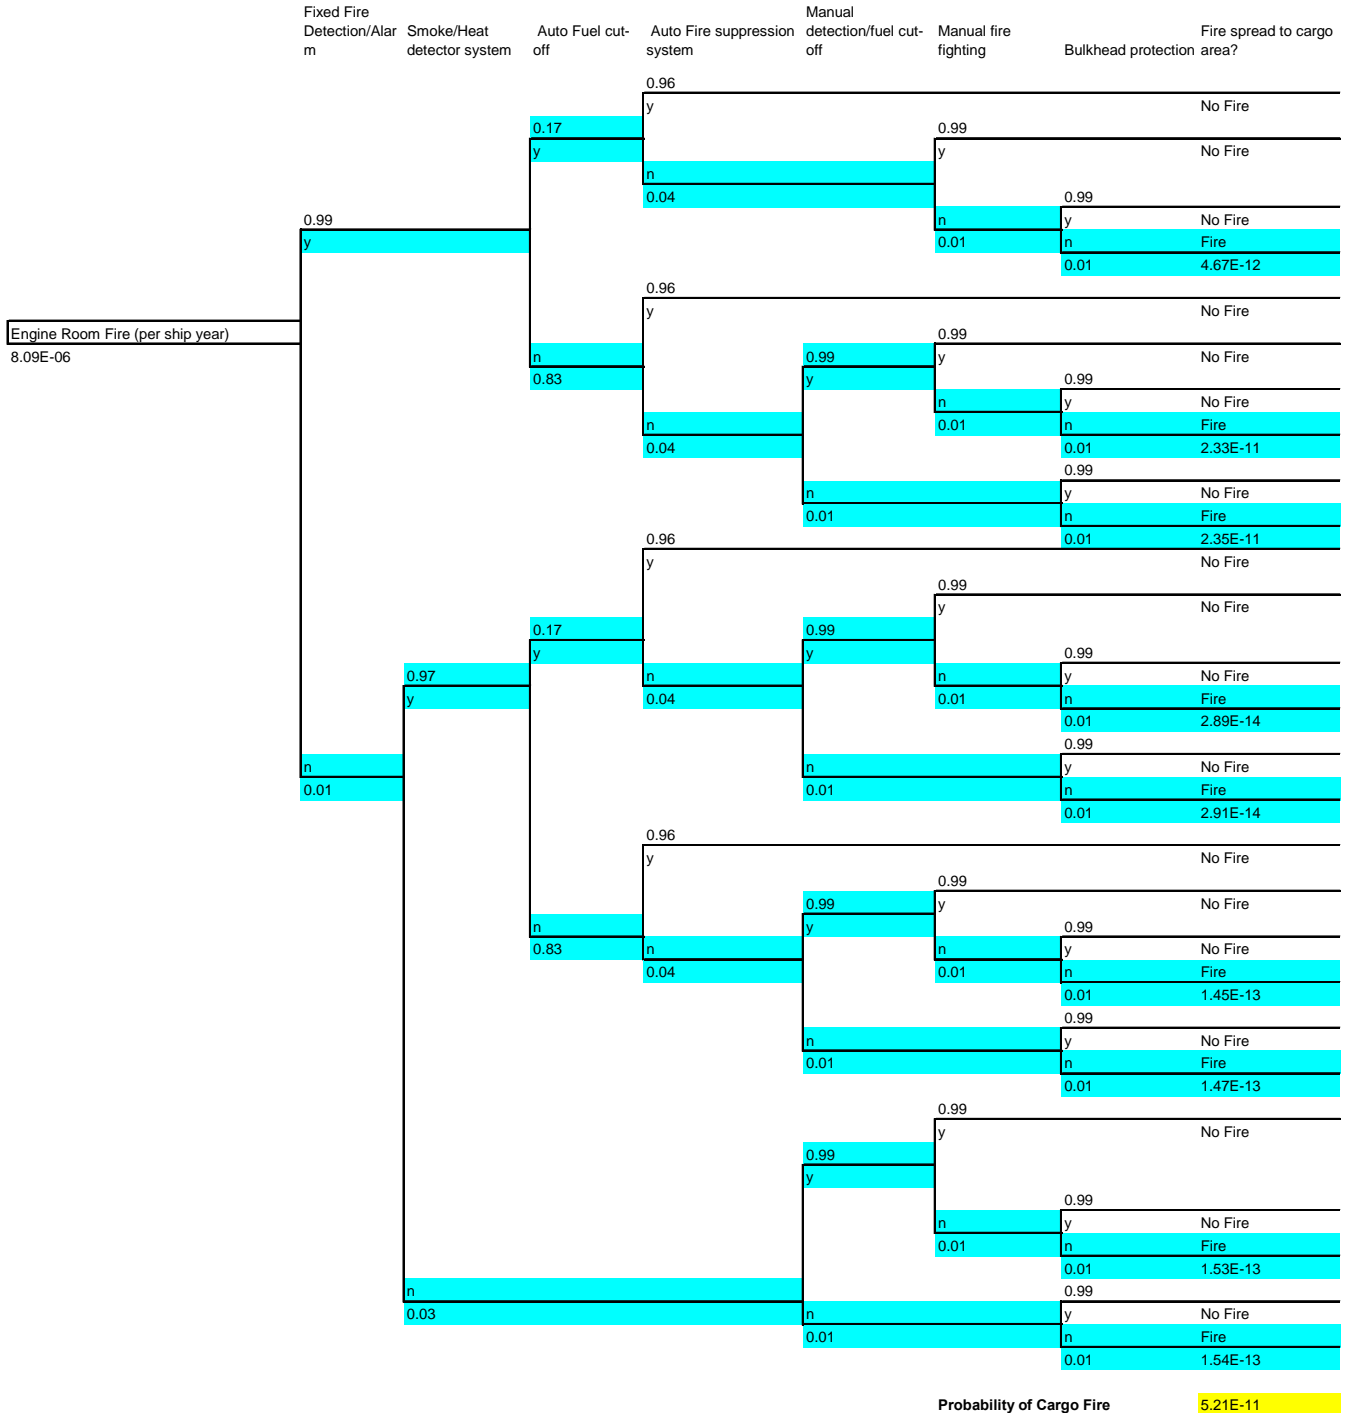 Fixed Fire
Detection/Alar
m
Smoke/Heat
detector system
Auto Fuel cut-
off
Auto Fire suppression
system
Manual
detection/fuel cut-
off
Manual fire
fighting
Bulkhead protection
Fire spread to cargo
area?
0.96
y No Fire
0.17 0.99
y y No Fire
n
0.04 0.99
0.99 n y No Fire
y 0.01 n Fire
0.01 4.67E-12
0.96
y No Fire
Engine Room Fire (per ship year) 0.99
8.09E-06 n 0.99 y No Fire
0.83 y 0.99
n y No Fire
n 0.01 n Fire
0.04 0.01 2.33E-11
0.99
n y No Fire
0.01 n Fire
0.96 0.01 2.35E-11
y No Fire
0.99
y No Fire
0.17 0.99
y y 0.99
0.97 n n y No Fire
y 0.04 0.01 n Fire
0.01 2.89E-14
0.99
n n y No Fire
0.01 0.01 n Fire
0.01 2.91E-14
0.96
y No Fire
0.99
0.99 y No Fire
n y 0.99
0.83 n n y No Fire
0.04 0.01 n Fire
0.01 1.45E-13
0.99
n y No Fire
0.01 n Fire
0.01 1.47E-13
0.99
y No Fire
0.99
y
0.99
n y No Fire
0.01 n Fire
0.01 1.53E-13
n 0.99
0.03 n y No Fire
0.01 n Fire
0.01 1.54E-13
Probability of Cargo Fire 5.21E-11